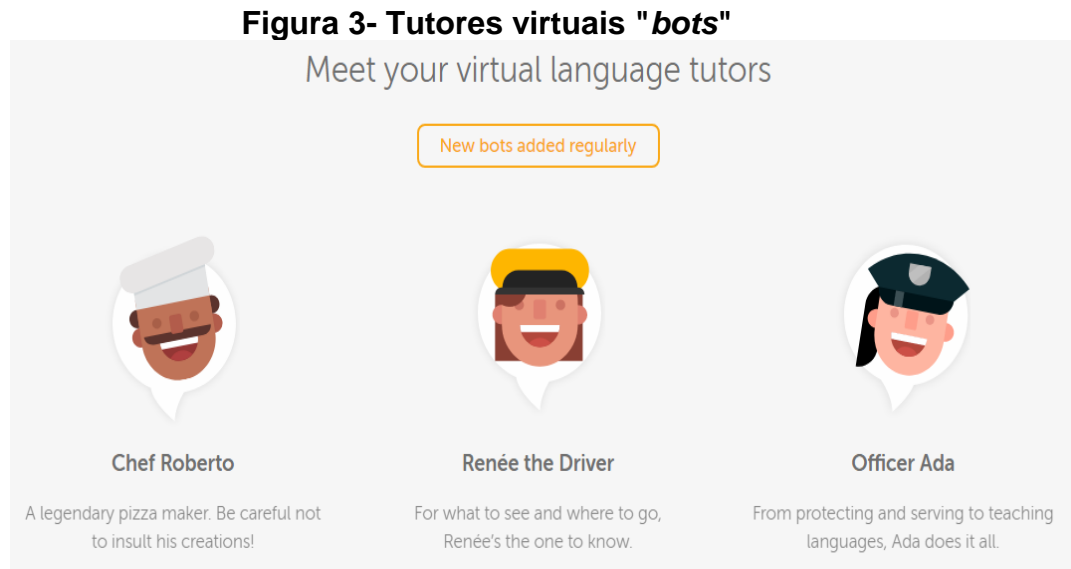 Figura 3- Tutores virtuais "bots"
Meet your virtual language tutors
New bots added regularly
Chef Roberto
A legendary pizza maker. Be careful not
to insult his creations!
Renée the Driver
For what to see and where to go,
Renée's the one to know.
Officer Ada
From protecting and serving to teaching
languages, Ada does it all.